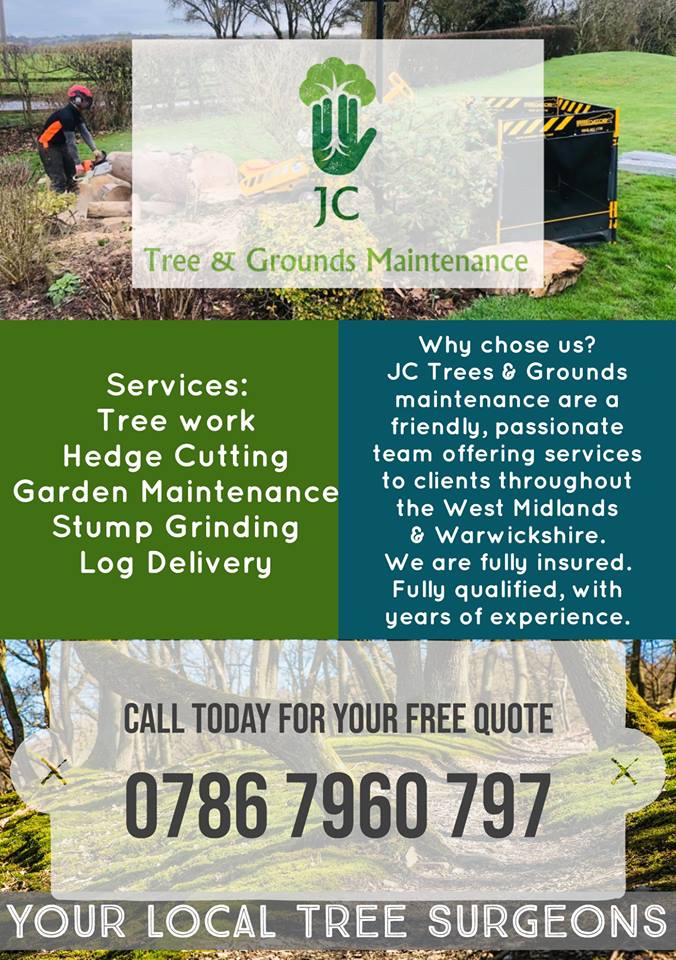 JC
Tree & Grounds Maintenance
Services:
Tree work
Hedge Cutting
Garden Maintenance
Stump Grinding
Log Delivery
Why chose us?
JC Trees & Grounds
maintenance are a
friendly, passionate
team offering services
to clients throughout
the West Midlands
& Warwickshire.
We are fully insured.
Fully qualified, with
years of experience.
CALL TODAY FOR YOUR FREE QUOTE
0786 7960 797
YOUR LOCAL TREE SURGEONS